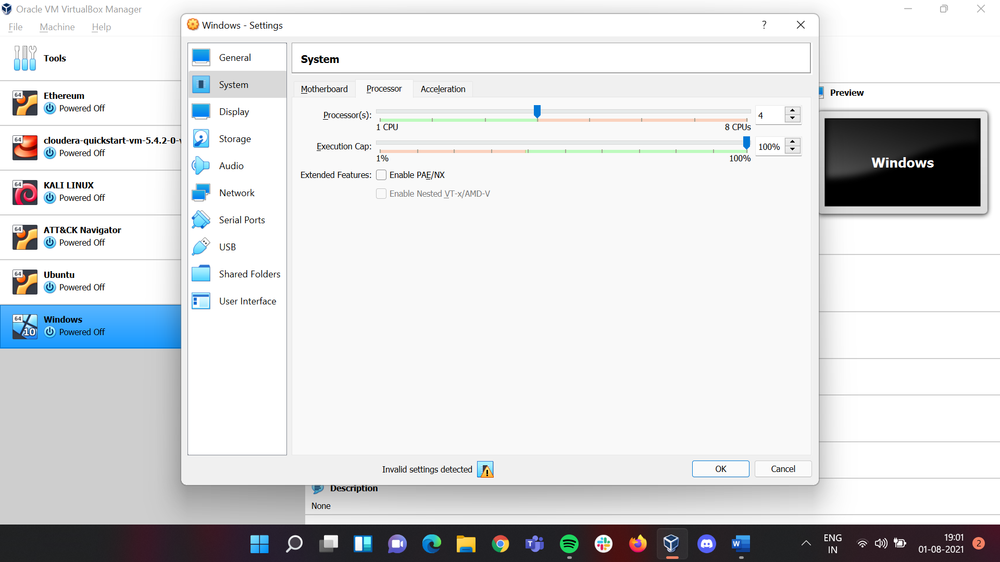 Oracle VM VirtualBox Manager
File Machine Help
Tools
64
Ethereum
Powered Off
64
cloudera-quickstart-vm-5.4.2-0-v
Powered Off
64
KALI LINUX
Powered Off
64
ATT&CK Navigator
Powered Off
64
Ubuntu
Powered Off
64
10
Windows
Powered Off
Windows - Settings
?
General
System
Display
Storage
Audio
Network
Serial Ports
USB
Shared Folders
User Interface
System
Motherboard Processor Acceleration
Processor(s): 4
1 CPU 8 CPUs
Execution Cap: 100%
1% 100%
Extended Features: Enable PAE/NX
Enable Nested VT-x/AMD-V
Invalid settings detected
OK Cancel
Preview
Windows
Description
None
ENG
IN
19:01
01-08-2021
2